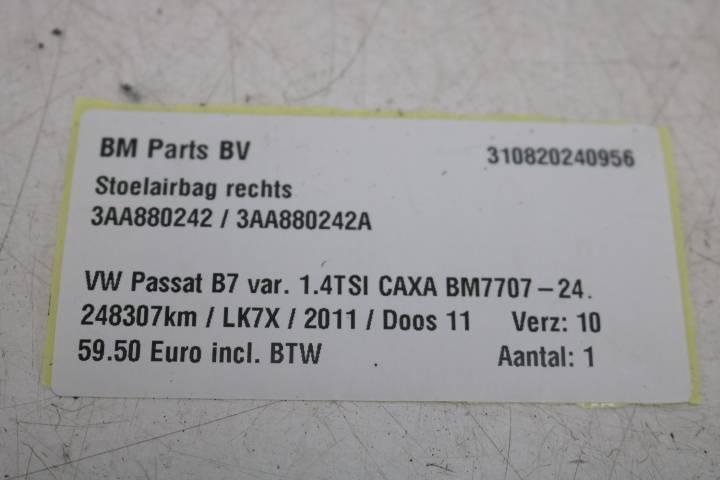 BM Parts BV 310820240956
Stoelairbag rechts
3AA880242 / 3AA880242A
VW Passat B7 var. 1.4TSI CAXA BM7707-24.
248307km / LK7X / 2011 / Doos 11 Verz: 10
59.50 Euro incl. BTW Aantal: 1